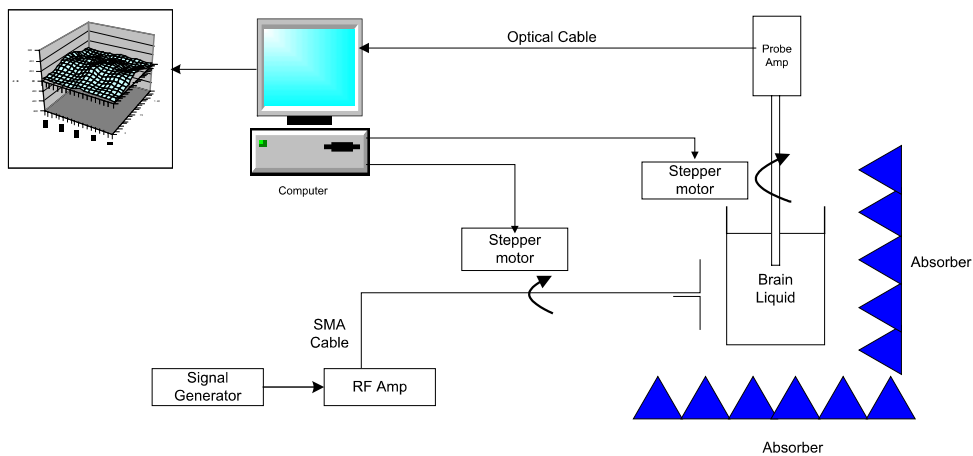 Optical Cable
Probe
Amp
Computer
Stepper
motor
Stepper
motor
Absorber
Brain
Liquid
SMA
Cable
Signal
Generator
RF Amp
Absorber